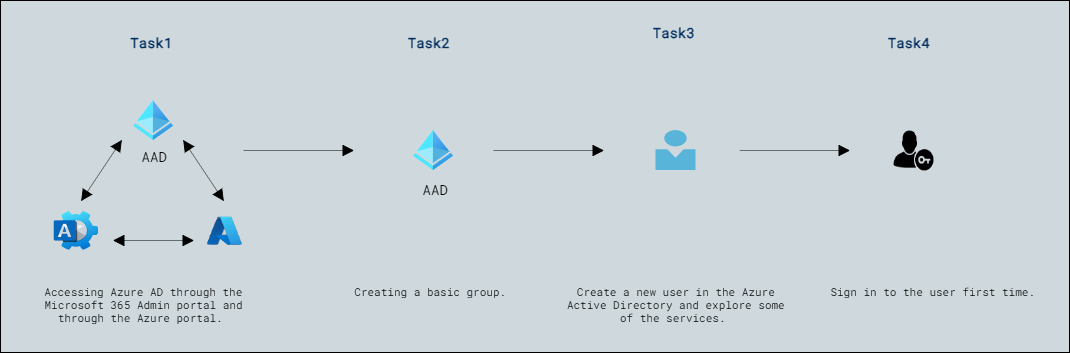 Task1
Task2
Task3
Task4
AAD
AAD
A
Accessing Azure AD through the
Microsoft 365 Admin portal and
through the Azure portal.
Creating a basic group.
Create a new user in the Azure
Active Directory and explore some
of the services.
Sign in to the user first time.